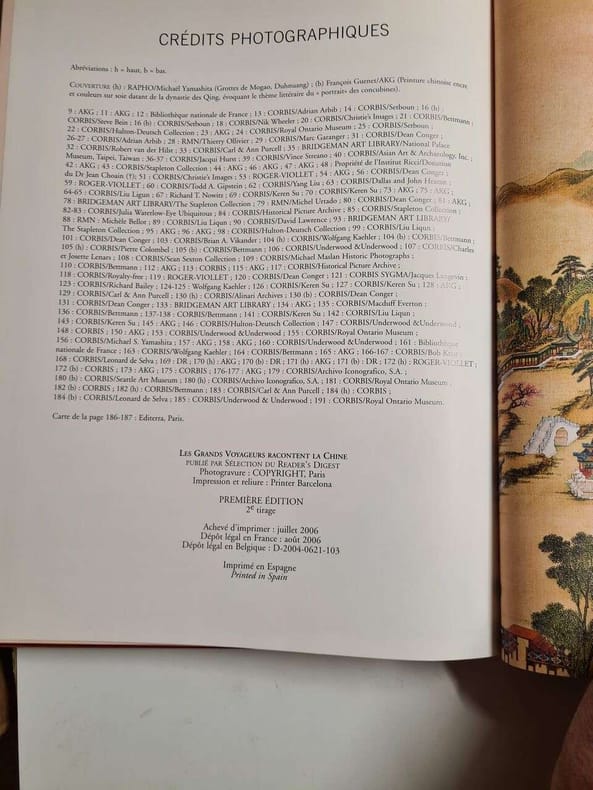 CRÉDITS PHOTOGRAPHIQUES
Abréviations : h = haut, b = bas.
COUVERTURE (h) : RAPHO/Michaël Yamashita (Grottes de Mogao, Duhnuang) ; (b) François Guenet/AKG (Peinture chinoise encre
et couleurs sur soie datant de la dynastie des Qing, évoquant le thème littéraire du « portrait » des concubines).
9 : AKG ; 11 : AKG ; 12 : Bibliothèque nationale de France ; 13 : CORBIS/Adrian Arbib ; 14 : CORBIS/Setboun ; 16 (h) :
CORBIS/Steve Bein ; 16 (b) : CORBIS/Setboun ; 18 : CORBIS/Nik Wheeler ; 20 : CORBIS/Christie's Images ; 21 : CORBIS/Bettmann ;
22 : CORBIS/Hulton-Deutsch Collection ; 23 : AKG ; 24 : CORBIS/Royal Ontario Museum ; 25 : CORBIS/Setboun ;
26-27 : CORBIS/Adrian Arbib ; 28 : RMN/Thierry Olivier ; 29 : CORBIS/Marc Garanger ; 31 : CORBIS/Dean Conger ;
32 : CORBIS/Robert van der Hilst ; 33 : CORBIS/Carl & Ann Purcell ; 35 : BRIDGEMAN ART LIBRARY/National Palace
Museum, Taipei, Taiwan ; 36-37 : CORBIS/Jacqui Hurst ; 39 : CORBIS/Vince Streano ; 40 : CORBIS/Asian Art & Archaeology, Inc. ;
42 : AKG ; 43 : CORBIS/Stapleton Collection ; 44 : AKG ; 46 : AKG ; 47 : AKG ; 48 : Propriété de l'Institut Ricci/Donation
du Dr Jean Choain (?) ; 51 : CORBIS/Christie's Images ; 53 : ROGER-VIOLLET ; 54 : AKG ; 56 : CORBIS/Dean Conger ;
59 : ROGER-VIOLLET ; 60 : CORBIS/Todd A. Gipstein ; 62 : CORBIS/Yang Liu ; 63 : CORBIS/Dallas and John Heaton ;
64-65 : CORBIS/Liu Liqun ; 67 : Richard T. Nowitz ; 69 : CORBIS/Keren Su ; 70 : CORBIS/Keren Su ; 73 : AKG ; 75 : AKG ;
78 : BRIDGEMAN ART LIBRARY/The Stapleton Collection ; 79 : RMN/Michel Urtado ; 80 : CORBIS/Dean Conger ; 81 : AKG ;
82-83 : CORBIS/Julia Waterlow-Eye Ubiquitous ; 84 : CORBIS/Historical Picture Archive ; 85 : CORBIS/Stapleton Collection ;
88 : RMN : Michèle Bellot ; 89 : CORBIS/Liu Liqun ; 90 : CORBIS/David Lawrence ; 93 : BRIDGEMAN ART LIBRARY/
The Stapleton Collection ; 95 : AKG ; 96 : AKG ; 98 : CORBIS/Hulton-Deutsch Collection ; 99 : CORBIS/Liu Liqun ;
101 : CORBIS/Dean Conger ; 103 : CORBIS/Brian A. Vikander ; 104 (h) : CORBIS/Wolfgang Kaehler ; 104 (b) : CORBIS/Bettmann ;
105 (h) : CORBIS/Pierre Colombel ; 105 (b) : CORBIS/Bettmann ; 106 : CORBIS/Underwood &Underwood ; 107 : CORBIS/Charles
et Josette Lenars ; 108 : CORBIS/Sean Sexton Collection ; 109 : CORBIS/Michael Maslan Historic Photographs ;
110 : CORBIS/Bettmann ; 112 : AKG ; 113 : CORBIS ; 115 : AKG ; 117 : CORBIS/Historical Picture Archive ;
118 : CORBIS/Royalty-free ; 119 : ROGER-VIOLLET ; 120 : CORBIS/Dean Conger ; 121 : CORBIS SYGMA/Jacques Langevin ;
123 : CORBIS/Richard Bailey ; 124-125 : Wolfgang Kaehler ; 126 : CORBIS/Keren Su ; 127 : CORBIS/Keren Su ; 128 : AKG ;
129 : CORBIS/Carl & Ann Purcell ; 130 (h) : CORBIS/Alinari Archives ; 130 (b) : CORBIS/Dean Conger ;
131 : CORBIS/Dean Conger ; 133 : BRIDGEMAN ART LIBRARY ; 134 : AKG ; 135 : CORBIS/Macduff Everton ;
136 : CORBIS/Bettmann ; 137-138 : CORBIS/Bettmann ; 141 : CORBIS/Keren Su ; 142 : CORBIS/Liu Liqun ;
143 : CORBIS/Keren Su ; 145 : AKG ; 146 : CORBIS/Hulton-Deutsch Collection ; 147 : CORBIS/Underwood &Underwood ;
148 : CORBIS ; 150 : AKG ; 153 : CORBIS/Underwood &Underwood ; 155 : CORBIS/Royal Ontario Museum ;
156 : CORBIS/Michael S. Yamashita ; 157 : AKG ; 158 : AKG ; 160 : CORBIS/Underwood &Underwood ; 161 : Bibliothèque
nationale de France ; 163 : CORBIS/Wolfgang Kaehler ; 164 : CORBIS/Bettmann ; 165 : AKG ; 166-167 : CORBIS/Bob
168 : CORBIS/Leonard de Selva ; 169 : DR ; 170 (h) : AKG ; 170 (b) : DR ; 171 (h) : AKG ; 171 (b) : DR ; 172 (h) : ROGER-VIOLLET ;
172 (b) : CORBIS ; 173 : AKG ; 175 : CORBIS ; 176-177 : AKG ; 179 : CORBIS/Archivo Iconografico, S.A. ;
180 (b) : CORBIS/Seattle Art Museum ; 180 (h) : CORBIS/Archivo Iconografico, S.A. ; 181 : CORBIS/Royal Ontario Museum ;
182 (b) : CORBIS ; 182 (h) : CORBIS/Bettmann ; 183 : CORBIS/Carl & Ann Purcell ; 184 (h) : CORBIS ;
184 (b) : CORBIS/Leonard de Selva ; 185 : CORBIS/Underwood & Underwood ; 191 : CORBIS/Royal Ontario Museum.
Carte de la page 186-187 : Editerra, Paris.
LES GRANDS VOYAGEURS RACONTENT LA CHINE
PUBLIÉ PAR SÉLECTION DU READER'S DIGEST
Photogravure : COPYRIGHT, Paris
Impression et reliure : Printer Barcelona
PREMIÈRE ÉDITION
2e tirage
Achevé d'imprimer : juillet 2006
Dépôt légal en France : août 2006
Dépôt légal en Belgique : D-2004-0621-103
Imprimé en Espagne
Printed in Spain